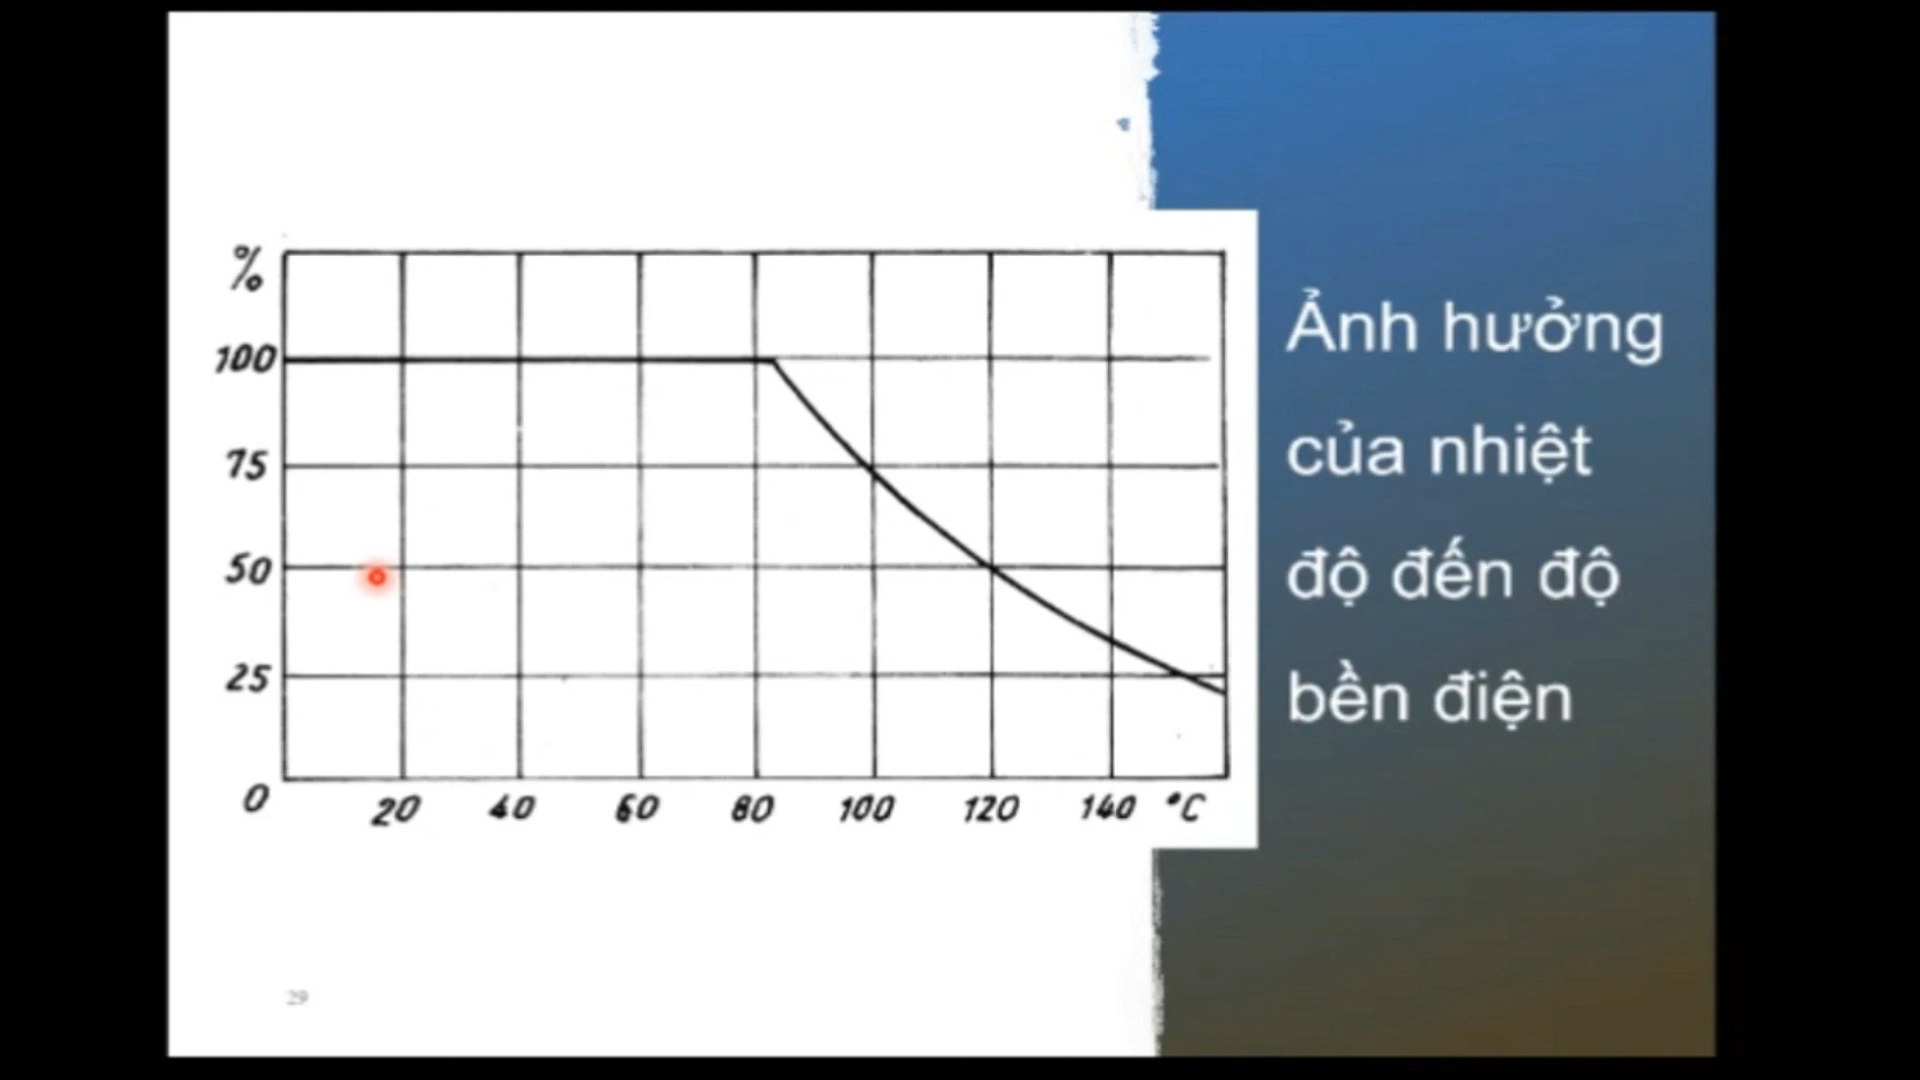 %
100
75
50
25
0
20 40 60 80 100 120 140 °C
Ảnh hưởng
của nhiệt
độ đến độ
bền điện
29